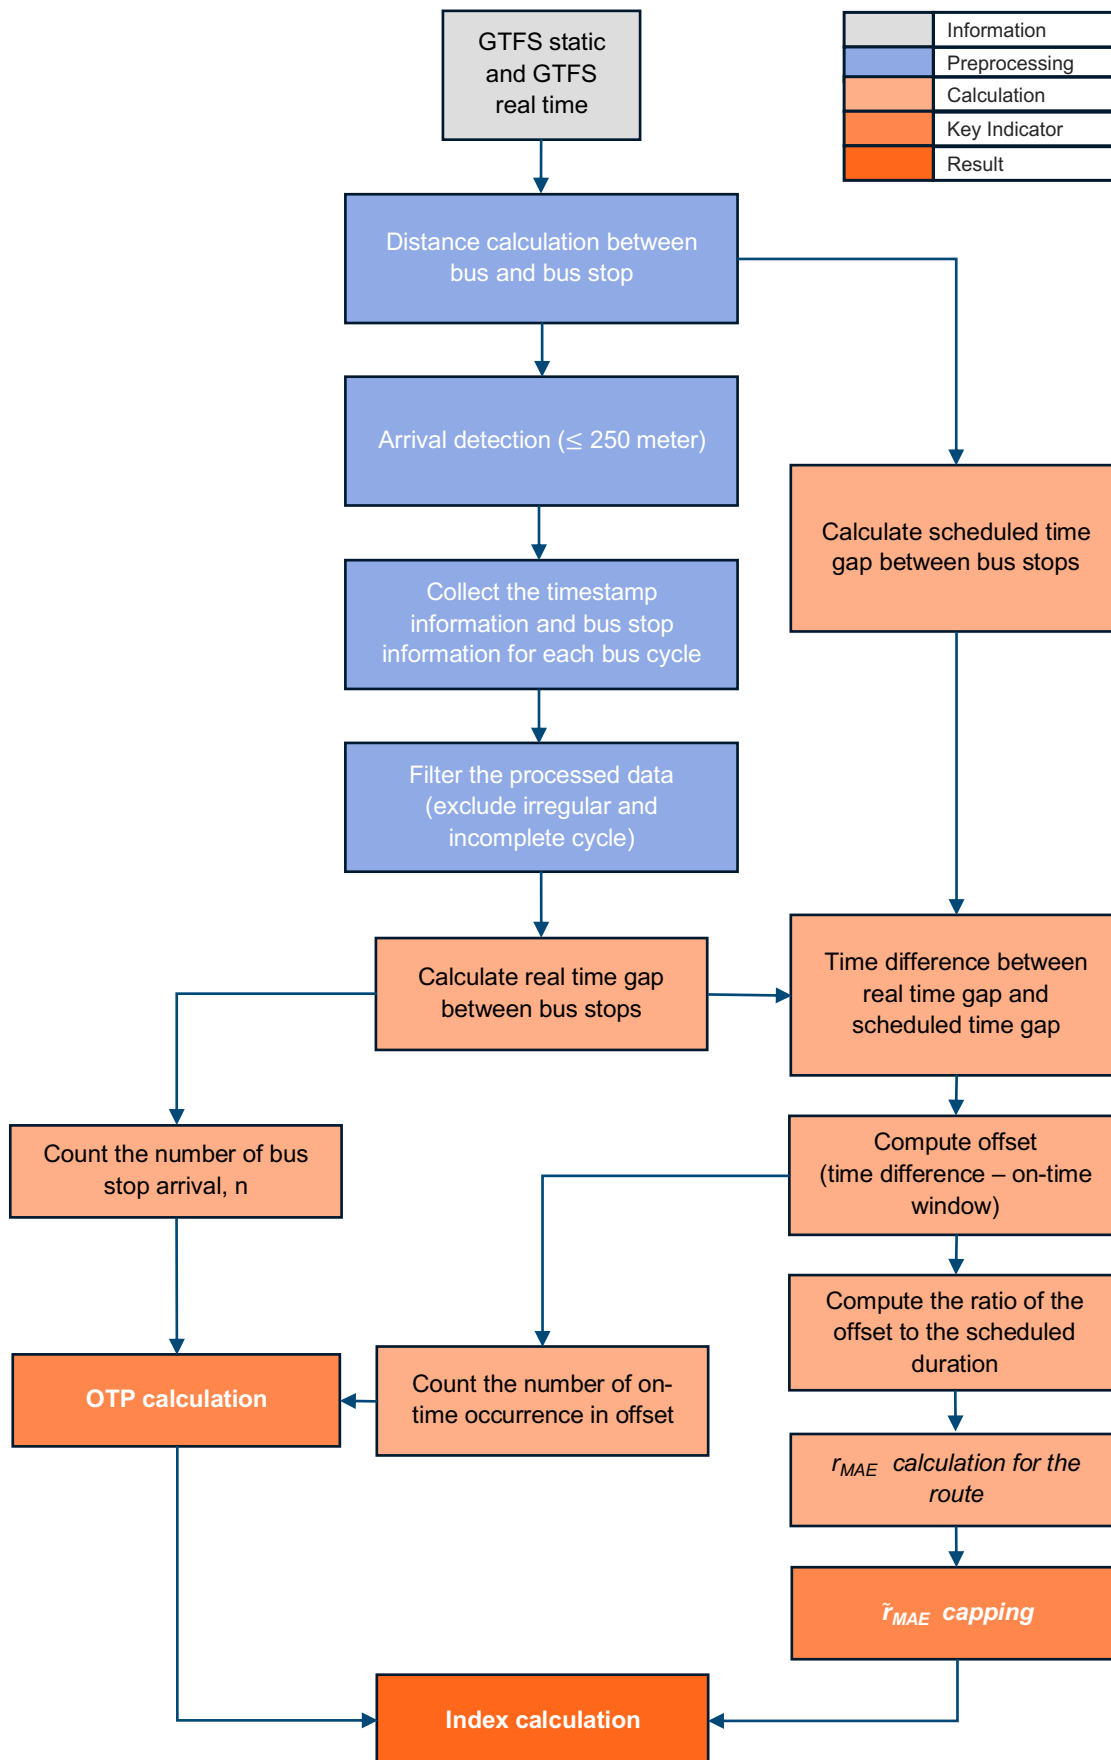 GTFS static
and GTFS
real time
Information
Preprocessing
Calculation
Key Indicator
Result
Distance calculation between
bus and bus stop
Arrival detection (≤ 250 meter)
Calculate scheduled time
gap between bus stops
Collect the timestamp
information and bus stop
information for each bus cycle
Filter the processed data
(exclude irregular and
incomplete cycle)
Calculate real time gap
between bus stops
Time difference between
real time gap and
scheduled time gap
Count the number of bus
stop arrival, n
Compute offset
(time difference – on-time
window)
Compute the ratio of the
offset to the scheduled
duration
OTP calculation
Count the number of on-
time occurrence in offset
r_MAE calculation for the
route
r̃_MAE capping
Index calculation